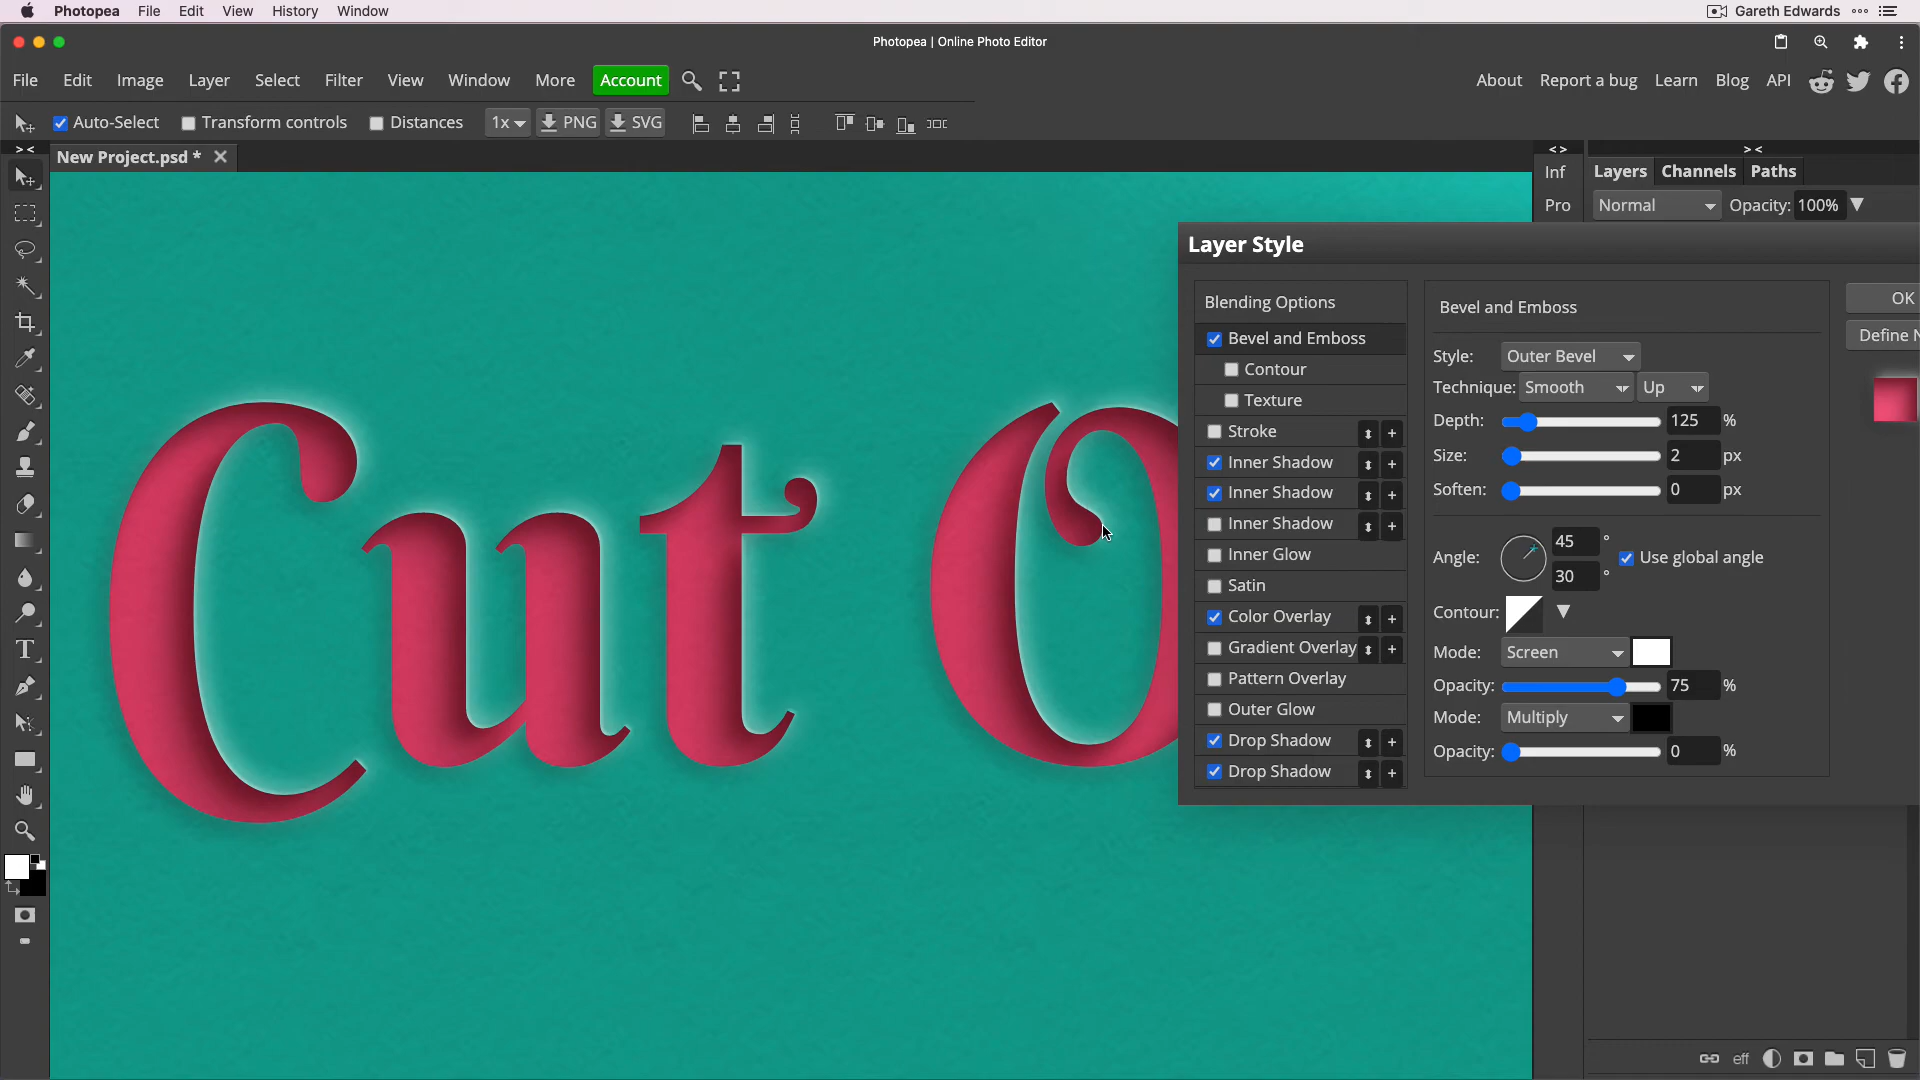 Photopea File Edit View History Window Gareth Edwards
Photopea | Online Photo Editor
File Edit Image Layer Select Filter View Window More Account About Report a bug Learn Blog API
Auto-Select Transform controls Distances 1x PNG SVG
> < < > > <
New Project.psd * Inf Layers Channels Paths
Pro Normal Opacity: 100%
Layer Style
Blending Options
Bevel and Emboss
Contour
Texture
Stroke
Inner Shadow
Inner Shadow
Inner Shadow
Inner Glow
Satin
Color Overlay
Gradient Overlay
Pattern Overlay
Outer Glow
Drop Shadow
Drop Shadow
Bevel and Emboss
Style: Outer Bevel
Technique: Smooth Up
Depth: 125 %
Size: 2 px
Soften: 0 px
Angle: 45 °
30 °
Use global angle
Contour:
Mode: Screen
Opacity: 75 %
Mode: Multiply
Opacity: 0 %
OK
Define N
Cut O
eff